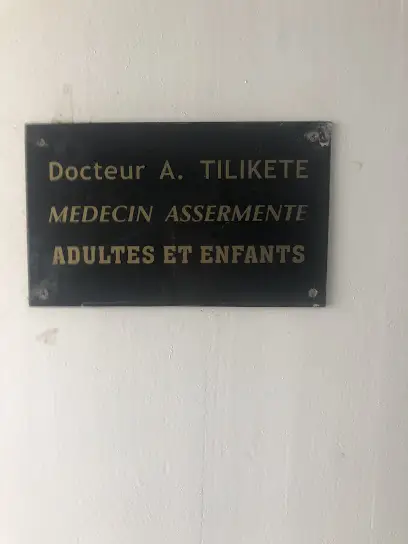 Docteur A. TILIKETE
MEDECIN ASSERMENTE
ADULTES ET ENFANTS